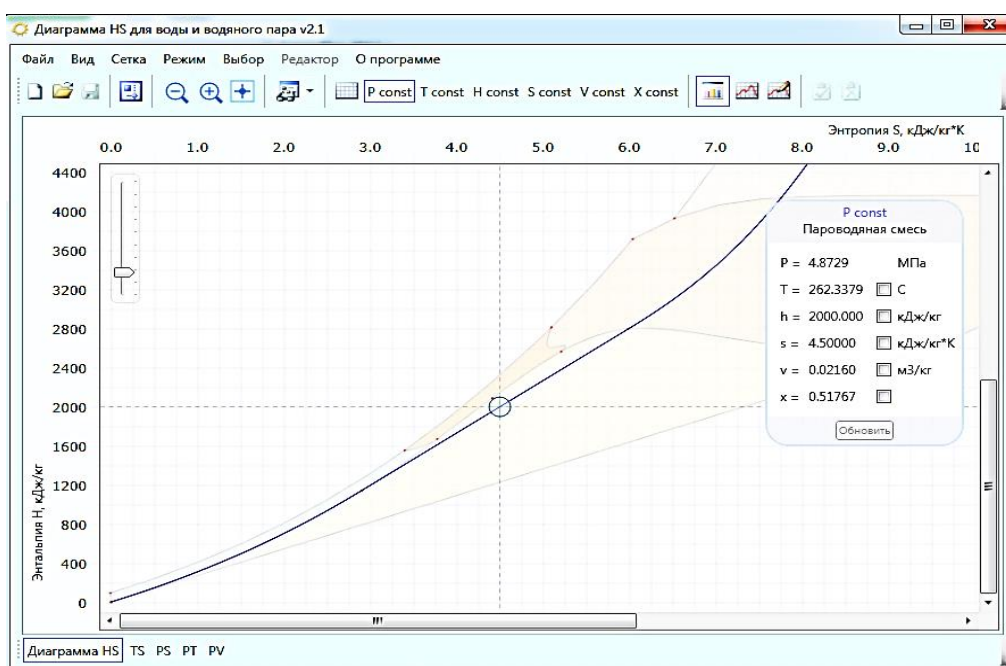 Диаграмма HS для воды и водяного пара v2.1
Файл Вид Сетка Режим Выбор Редактор О программе
P const T const H const S const V const X const
Энтропия S, кДж/кг*K
0.0 1.0 2.0 3.0 4.0 5.0 6.0 7.0 8.0 9.0 10
4400
4000
3600
3200
2800
2400
2000
1600
1200
800
400
0
Энтальпия H, кДж/кг
P const
Пароводяная смесь
P = 4.8729 МПа
T = 262.3379 C
h = 2000.000 кДж/кг
s = 4.50000 кДж/кг*K
v = 0.02160 м3/кг
x = 0.51767
Обновить
Диаграмма HS TS PS PT PV